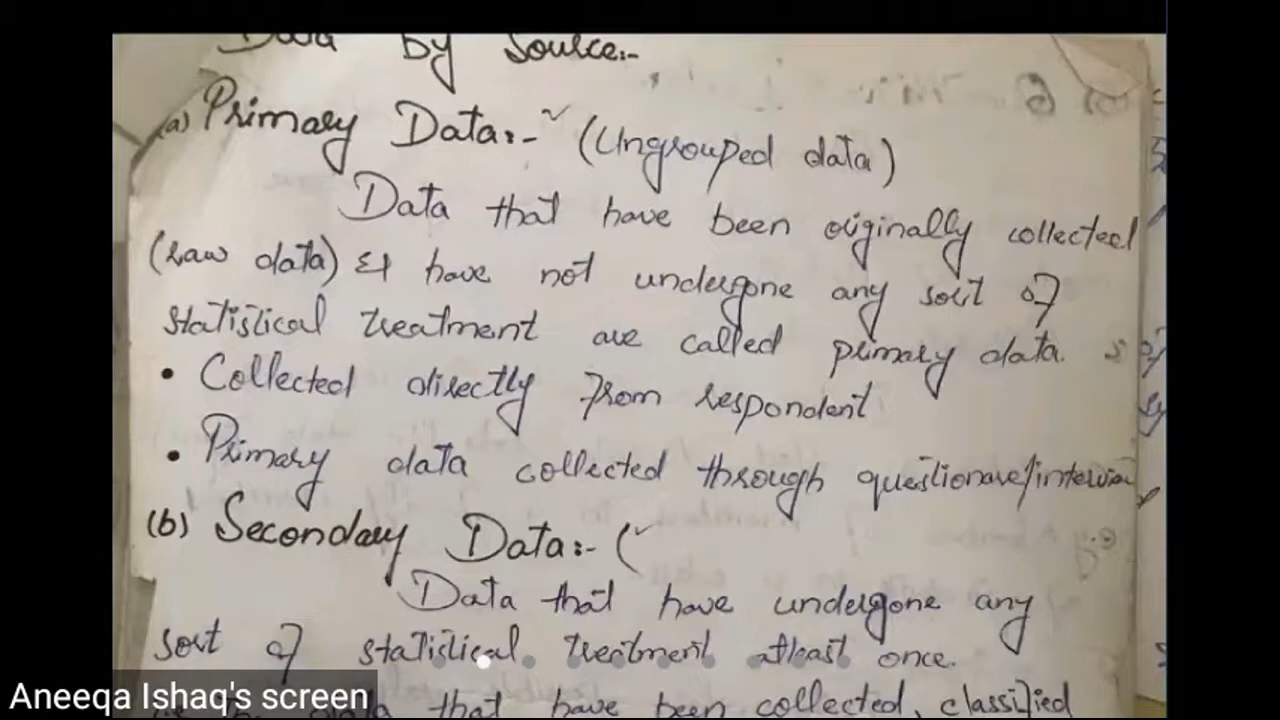 Data by Source:-
(a) Primary Data:- (Ungrouped data)
Data that have been originally collected
(raw data) & have not undergone any sort of
statistical treatment are called primary data.
• Collected directly from respondent
• Primary data collected through questionare/interview
(b) Secondary Data:- (
Data that have undergone any
sort of statistical treatment atleast once.
data that have been collected, classified
Aneeqa Ishaq's screen